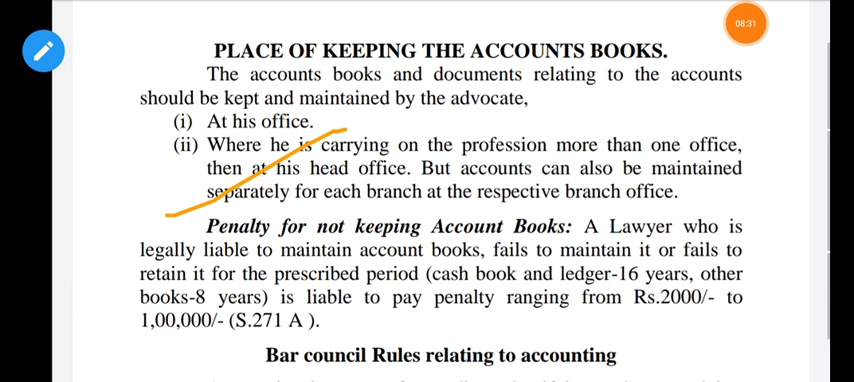 08:31
PLACE OF KEEPING THE ACCOUNTS BOOKS.
The accounts books and documents relating to the accounts
should be kept and maintained by the advocate,
(i) At his office.
(ii) Where he is carrying on the profession more than one office,
then at his head office. But accounts can also be maintained
separately for each branch at the respective branch office.
Penalty for not keeping Account Books: A Lawyer who is
legally liable to maintain account books, fails to maintain it or fails to
retain it for the prescribed period (cash book and ledger-16 years, other
books-8 years) is liable to pay penalty ranging from Rs.2000/- to
1,00,000/- (S.271 A ).
Bar council Rules relating to accounting